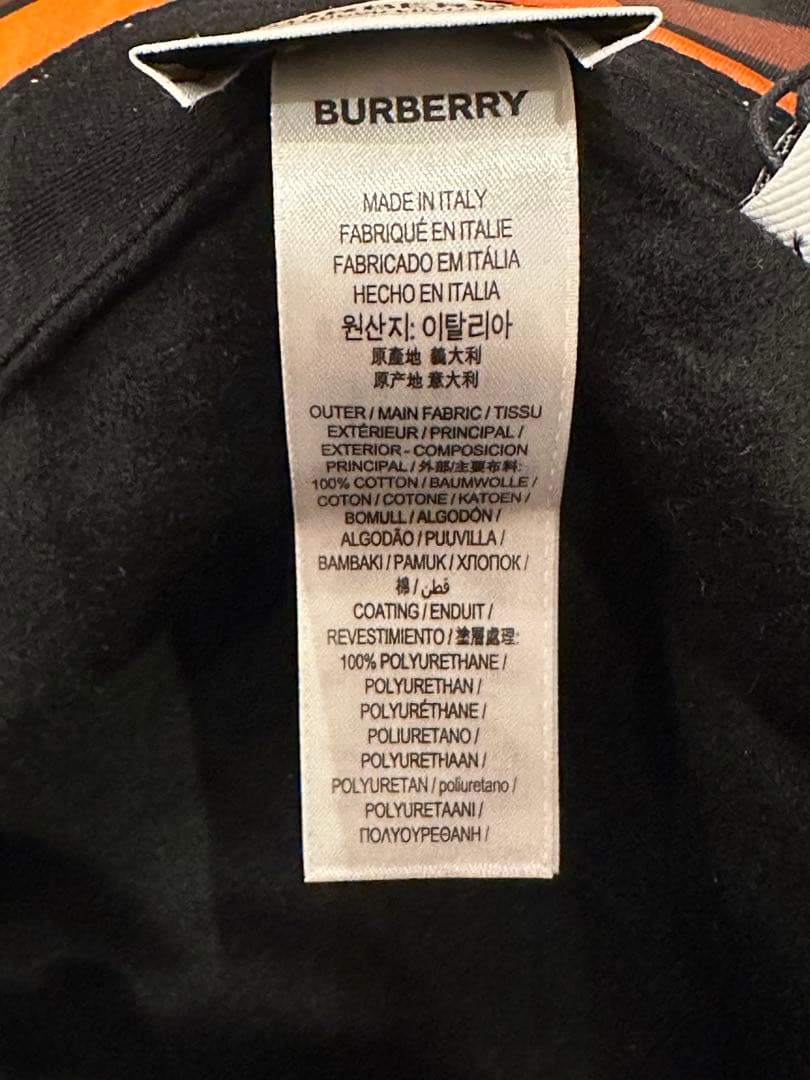 BURBERRY
MADE IN ITALY
FABRIQUÉ EN ITALIE
FABRICADO EM ITÁLIA
HECHO EN ITALIA
원산지: 이탈리아
原產地 義大利
原产地 意大利
OUTER / MAIN FABRIC / TISSU
EXTÉRIEUR / PRINCIPAL /
EXTERIOR - COMPOSICION
PRINCIPAL / 外部/主要布料:
100% COTTON / BAUMWOLLE /
COTON / COTONE / KATOEN /
BOMULL / ALGODÓN /
ALGODÃO / PUUVILLA /
BAMBAKI / PAMUK / ХЛОПОК /
棉 / قطن
COATING / ENDUIT /
REVESTIMIENTO / 塗層處理:
100% POLYURETHANE /
POLYURETHAN /
POLYURÉTHANE /
POLIURETANO /
POLYURETHAAN /
POLYURETAN / poliuretano /
POLYURETAANI /
ΠΟΛΥΟΥΡΕΘΑΝΗ /